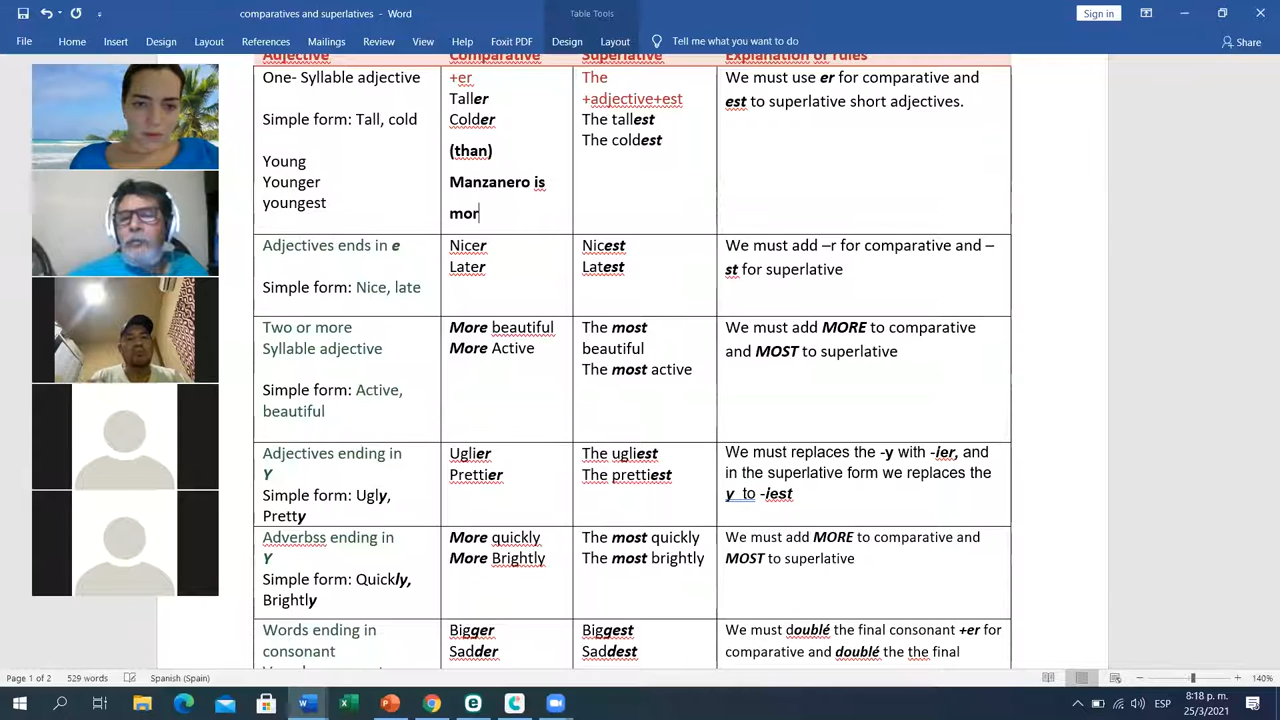 comparatives and superlatives - Word
Table Tools
Sign in
File Home Insert Draw Design Layout References Mailings Review View Help Foxit PDF Design Layout Tell me what you want to do
Share
Adjective Comparative Superlative Explanation of rules
One- Syllable adjective
Simple form: Tall, cold
Young
Younger
youngest
+er
Taller
Colder
(than)
Manzanero is
mor
The
+adjective+est
The tallest
The coldest
We must use er for comparative and
est to superlative short adjectives.
Adjectives ends in e
Simple form: Nice, late
Nicer
Later
Nicest
Latest
We must add –r for comparative and –
st for superlative
Two or more
Syllable adjective
Simple form: Active,
beautiful
More beautiful
More Active
The most
beautiful
The most active
We must add MORE to comparative
and MOST to superlative
Adjectives ending in
Y
Simple form: Ugly,
Pretty
Uglier
Prettier
The ugliest
The prettiest
We must replaces the -y with -ier, and
in the superlative form we replaces the
y to -iest
Adverbss ending in
Y
Simple form: Quickly,
Brightly
More quickly
More Brightly
The most quickly
The most brightly
We must add MORE to comparative and
MOST to superlative
Words ending in
consonant
Bigger
Sadder
Biggest
Saddest
We must doublé the final consonant +er for
comparative and doublé the the final
Page 1 of 2 529 words Spanish (Spain) 140%
ESP
8:18 p. m.
25/3/2021